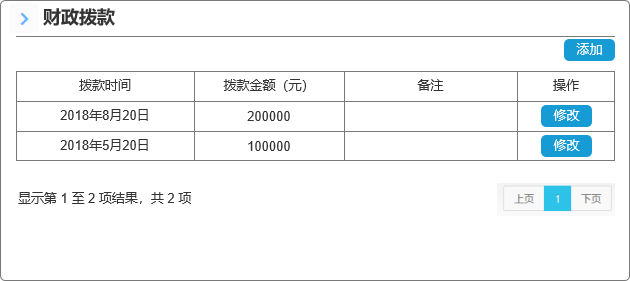 财政拨款
添加
拨款时间 拨款金额（元） 备注 操作
2018年8月20日 200000 修改
2018年5月20日 100000 修改
显示第 1 至 2 项结果，共 2 项 上页 1 下页